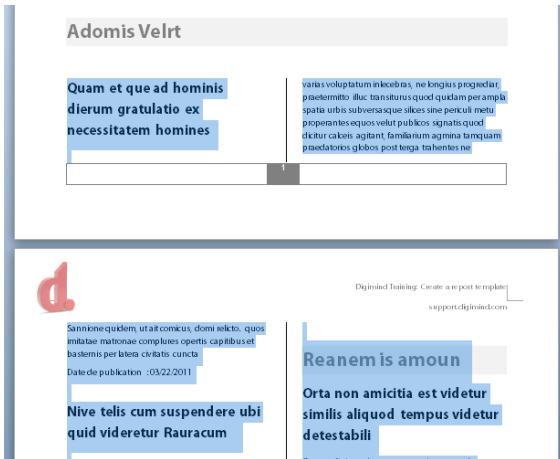 Adomis Velrt
Quam et que ad hominis
dierum gratulatio ex
necessitatem homines
varias voluptatum inlecebras, ne longius progrediar,
praetermitto illuc transiturus quod quidam per ampla
spatia urbis subversasque silices sine periculi metu
properantes equos velut publicos signatis quod
dicitur calceis agitant, familiarium agmina tamquam
praedatorios globos post terga trahentes ne
1
d.
Digimind Training: Create a report template
support.digimind.com
Sannione quidem, ut ait comicus, domi relicto. quos
imitatae matronae complures opertis capitibus et
basternis per latera civitatis cuncta
Date de publication : 03/22/2011
Nive telis cum suspendere ubi
quid videretur Rauracum
Reanem is amoun
Orta non amicitia est videtur
similis aliquod tempus videtur
detestabili